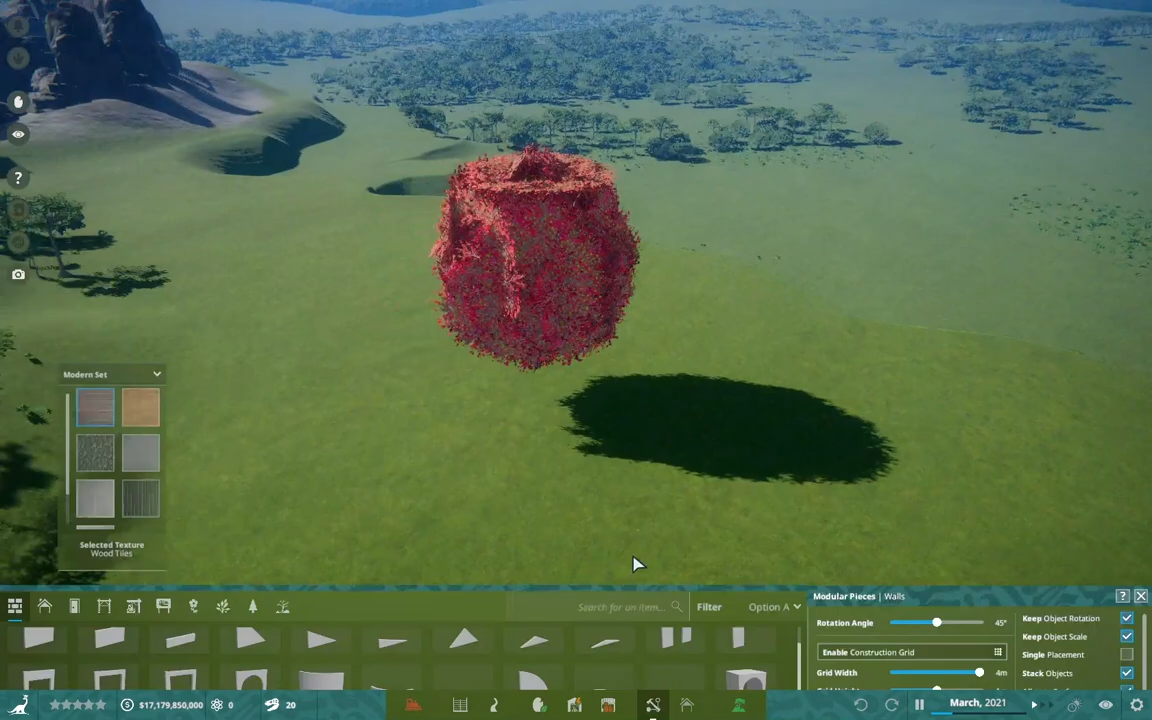 ?
Modern Set
Selected Texture
Wood Tiles
Search for an item...
Filter
Option A
Modular Pieces | Walls
?
Rotation Angle
45°
Keep Object Rotation
Keep Object Scale
Enable Construction Grid
Single Placement
Grid Width
4m
Stack Objects
$17,179,850,000
0
20
March, 2021